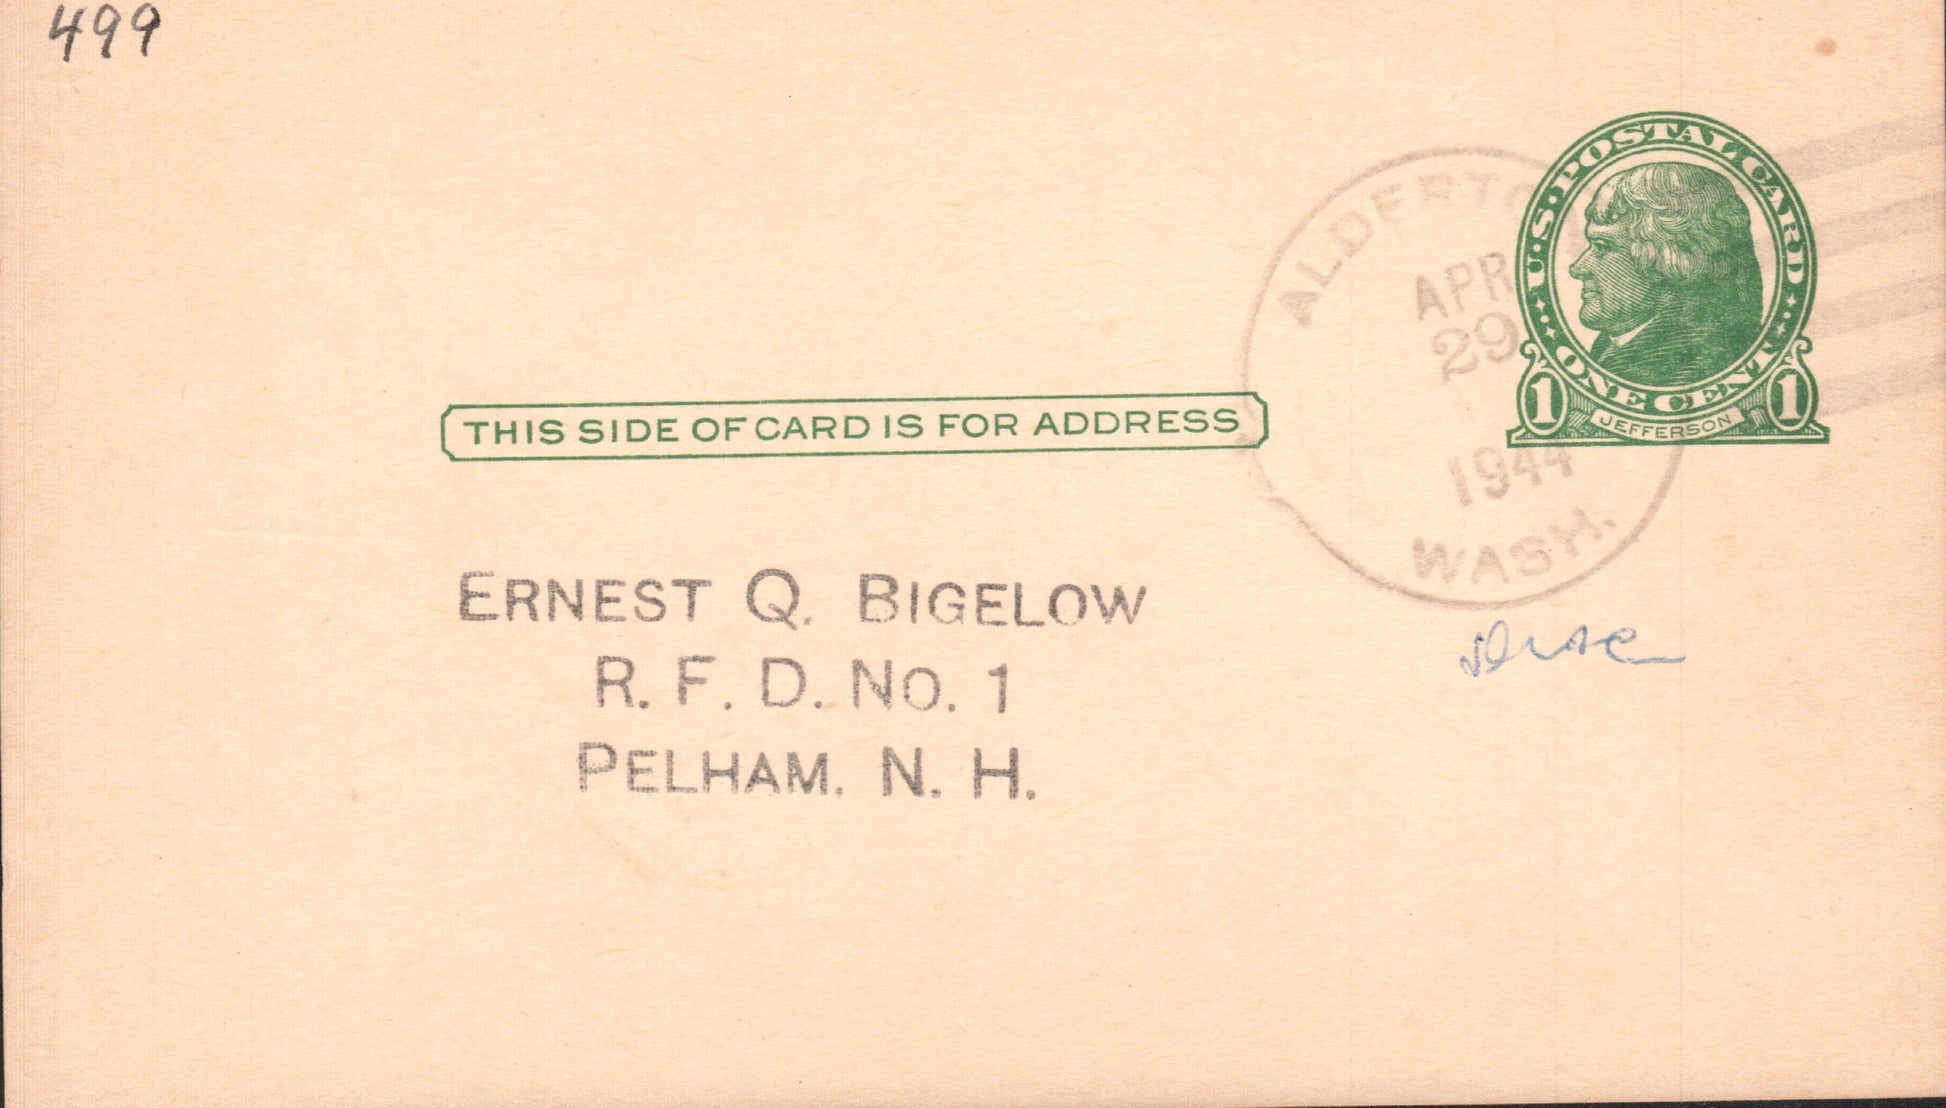 499
U.S. POSTAL CARD
ONE CENT
1 JEFFERSON 1
ALDERTO
APR
29
1944
WASH.
THIS SIDE OF CARD IS FOR ADDRESS
ERNEST Q. BIGELOW
R. F. D. NO. 1
PELHAM. N. H.